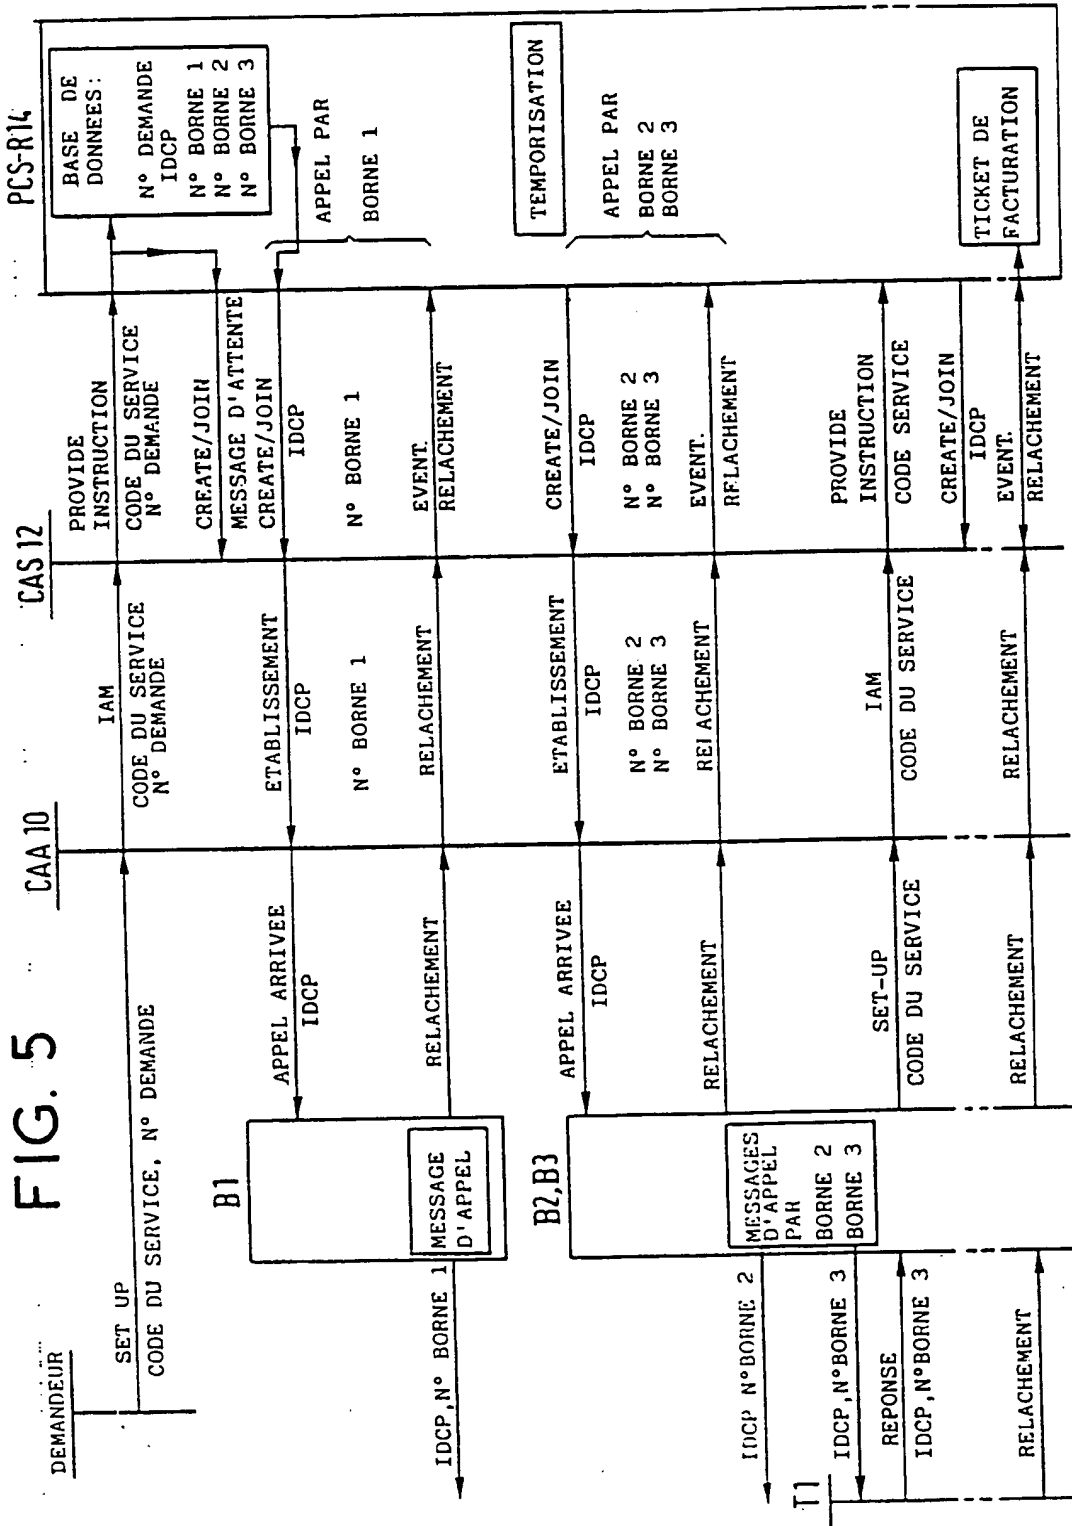 FIG. 5
DEMANDEUR
CAA 10
CAS 12
PCS-R14
SET UP
CODE DU SERVICE, N° DEMANDE
IAM
CODE DU SERVICE
N° DEMANDE
PROVIDE
INSTRUCTION
CODE DU SERVICE
N° DEMANDE
BASE DE
DONNEES:
N° DEMANDE
IDCP
N° BORNE 1
N° BORNE 2
N° BORNE 3
CREATE/JOIN
MESSAGE D'ATTENTE
CREATE/JOIN
IDCP
N° BORNE 1
APPEL PAR
BORNE 1
ETABLISSEMENT
IDCP
N° BORNE 1
APPEL ARRIVEE
IDCP
B1
MESSAGE
D'APPEL
IDCP,N° BORNE 1
RELACHEMENT
RELACHEMENT
EVENT.
RELACHEMENT
TEMPORISATION
APPEL PAR
BORNE 2
BORNE 3
CREATE/JOIN
IDCP
N° BORNE 2
N° BORNE 3
ETABLISSEMENT
IDCP
N° BORNE 2
N° BORNE 3
APPEL ARRIVEE
IDCP
B2,B3
MESSAGES
D'APPEL
PAR
BORNE 2
BORNE 3
RELACHEMENT
RELACHEMENT
EVENT.
RELACHEMENT
IDCP N°BORNE 2
IDCP,N°BORNE 3
T1
REPONSE
IDCP,N°BORNE 3
SET-UP
CODE DU SERVICE
IAM
CODE DU SERVICE
PROVIDE
INSTRUCTION
CODE SERVICE
CREATE/JOIN
IDCP
RELACHEMENT
RELACHEMENT
RELACHEMENT
EVENT.
RELACHEMENT
TICKET DE
FACTURATION